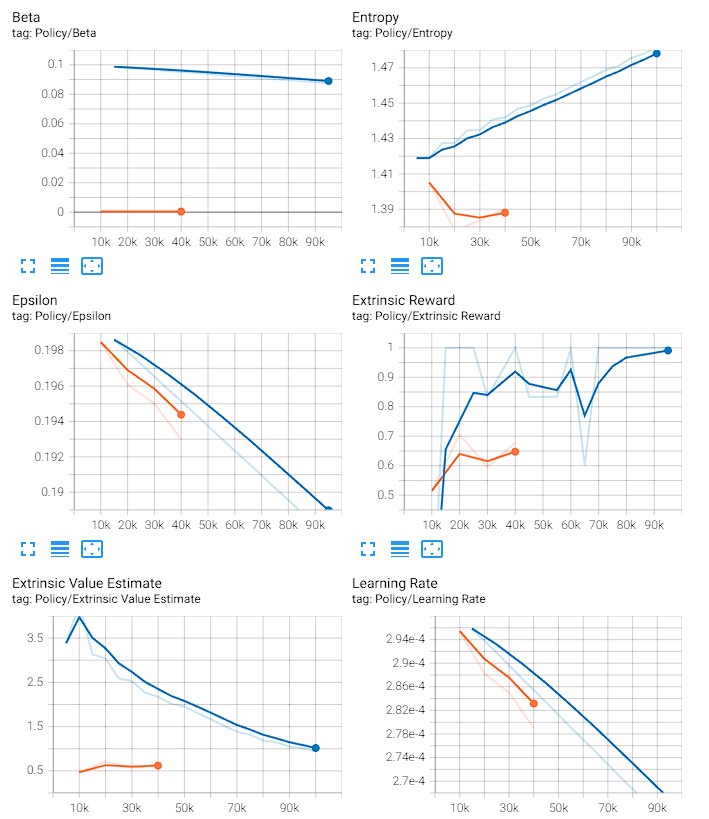 Beta
tag: Policy/Beta
0.1
0.08
0.06
0.04
0.02
0
10k 20k 30k 40k 50k 60k 70k 80k 90k
Entropy
tag: Policy/Entropy
1.47
1.45
1.43
1.41
1.39
10k 30k 50k 70k 90k
Epsilon
tag: Policy/Epsilon
0.198
0.196
0.194
0.192
0.19
10k 20k 30k 40k 50k 60k 70k 80k 90k
Extrinsic Reward
tag: Policy/Extrinsic Reward
1
0.9
0.8
0.7
0.6
0.5
10k 20k 30k 40k 50k 60k 70k 80k 90k
Extrinsic Value Estimate
tag: Policy/Extrinsic Value Estimate
3.5
2.5
1.5
0.5
10k 30k 50k 70k 90k
Learning Rate
tag: Policy/Learning Rate
2.94e-4
2.9e-4
2.86e-4
2.82e-4
2.78e-4
2.74e-4
2.7e-4
10k 30k 50k 70k 90k